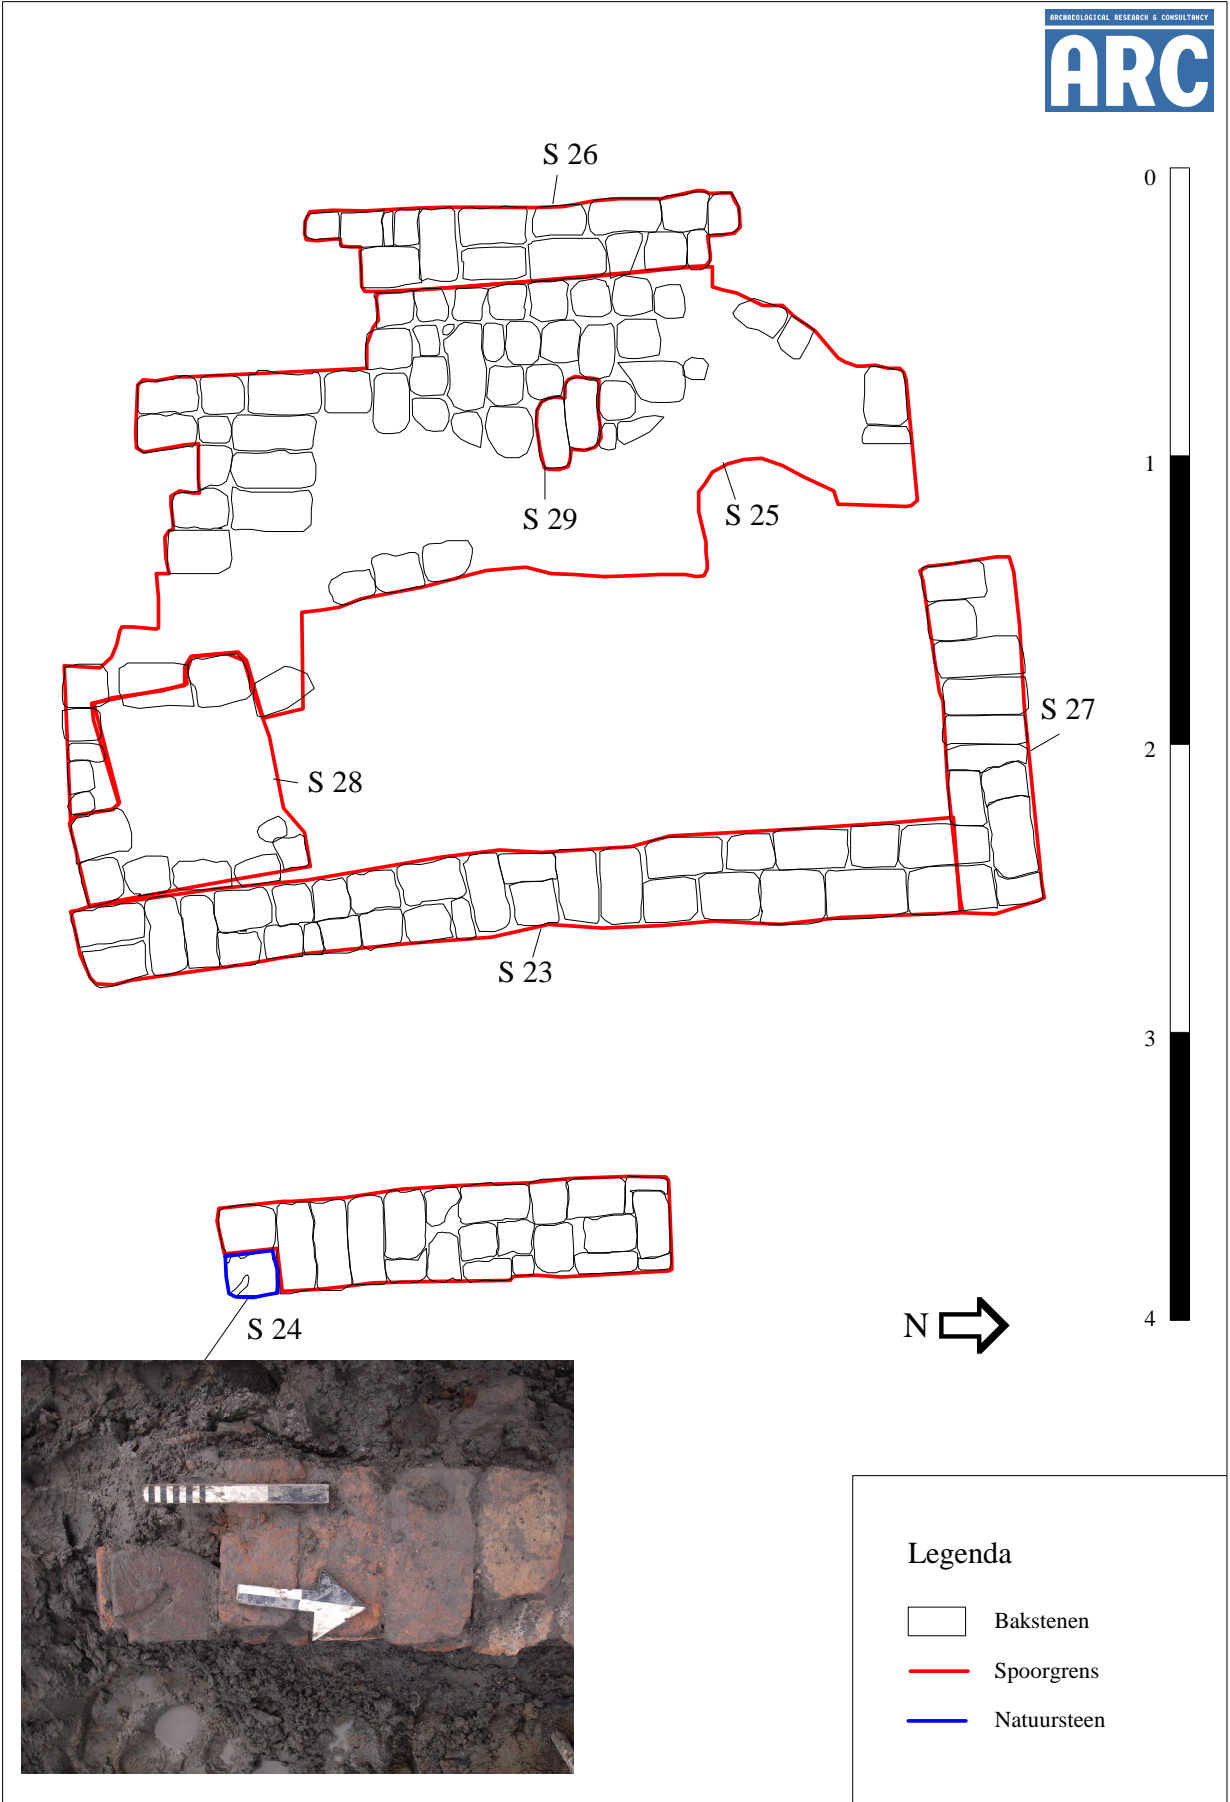 ARCHAEOLOGICAL RESEARCH & CONSULTANCY
ARC
S 26
0
1
S 29
S 25
S 27
2
S 28
S 23
3
S 24
N
4
Legenda
Bakstenen
Spoorgrens
Natuursteen